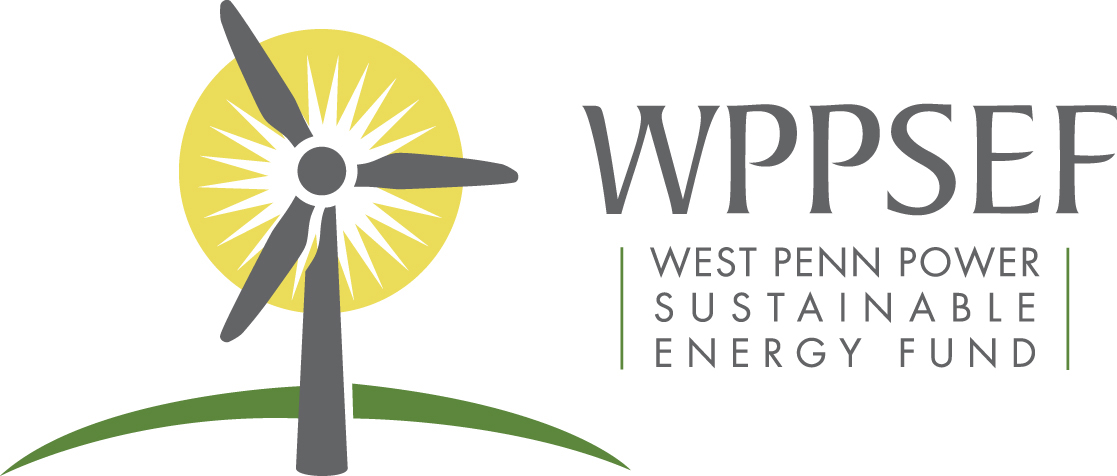 WPPSEF
WEST PENN POWER
SUSTAINABLE
ENERGY FUND